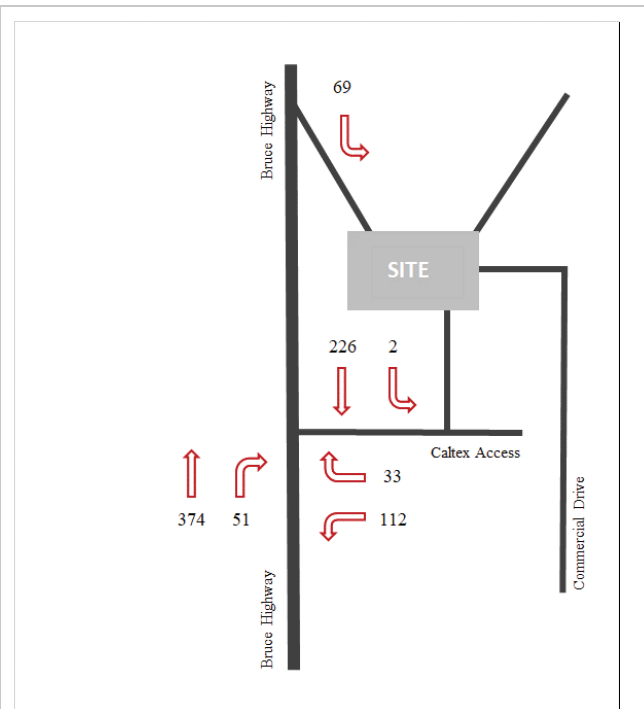 69
Bruce Highway
SITE
226 2
Caltex Access
33
374 51
112
Commercial Drive
Bruce Highway